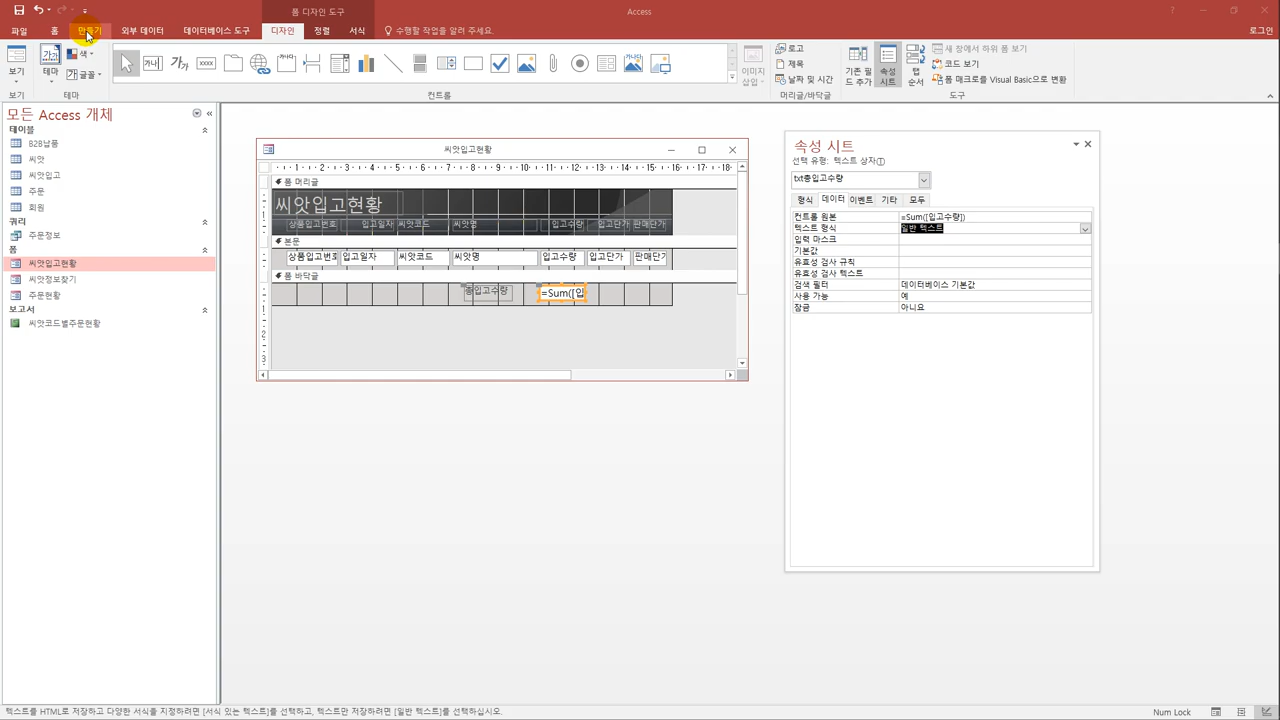 폼 디자인 도구
Access
파일 홈 만들기 외부 데이터 데이터베이스 도구 디자인 정렬 서식 수행할 작업을 알려 주세요.
로그인
보기
테마
색
글꼴
이미지 삽입
로고
제목
날짜 및 시간
기존 필드 추가
속성 시트
탭 순서
새 창에서 하위 폼 보기
코드 보기
폼 매크로를 Visual Basic으로 변환
보기 테마 컨트롤 머리글/바닥글 도구
모든 Access 개체
테이블
B2B납품
씨앗
씨앗입고
주문
회원
쿼리
주문정보
폼
씨앗입고현황
씨앗정보찾기
주문현황
보고서
씨앗코드별주문현황
씨앗입고현황
폼 머리글
씨앗입고현황
상품입고번호 입고일자 씨앗코드 씨앗명 입고수량 입고단가 판매단가
본문
상품입고번호 입고일자 씨앗코드 씨앗명 입고수량 입고단가 판매단가
폼 바닥글
총입고수량 =Sum([입
속성 시트
선택 유형: 텍스트 상자(T)
txt총입고수량
형식 데이터 이벤트 기타 모두
컨트롤 원본 =Sum([입고수량])
텍스트 형식 일반 텍스트
입력 마스크
기본값
유효성 검사 규칙
유효성 검사 텍스트
검색 필터 데이터베이스 기본값
사용 가능 예
잠금 아니요
텍스트를 HTML로 저장하고 다양한 서식을 지정하려면 [서식 있는 텍스트]를 선택하고, 텍스트만 저장하려면 [일반 텍스트]를 선택하십시오.
Num Lock